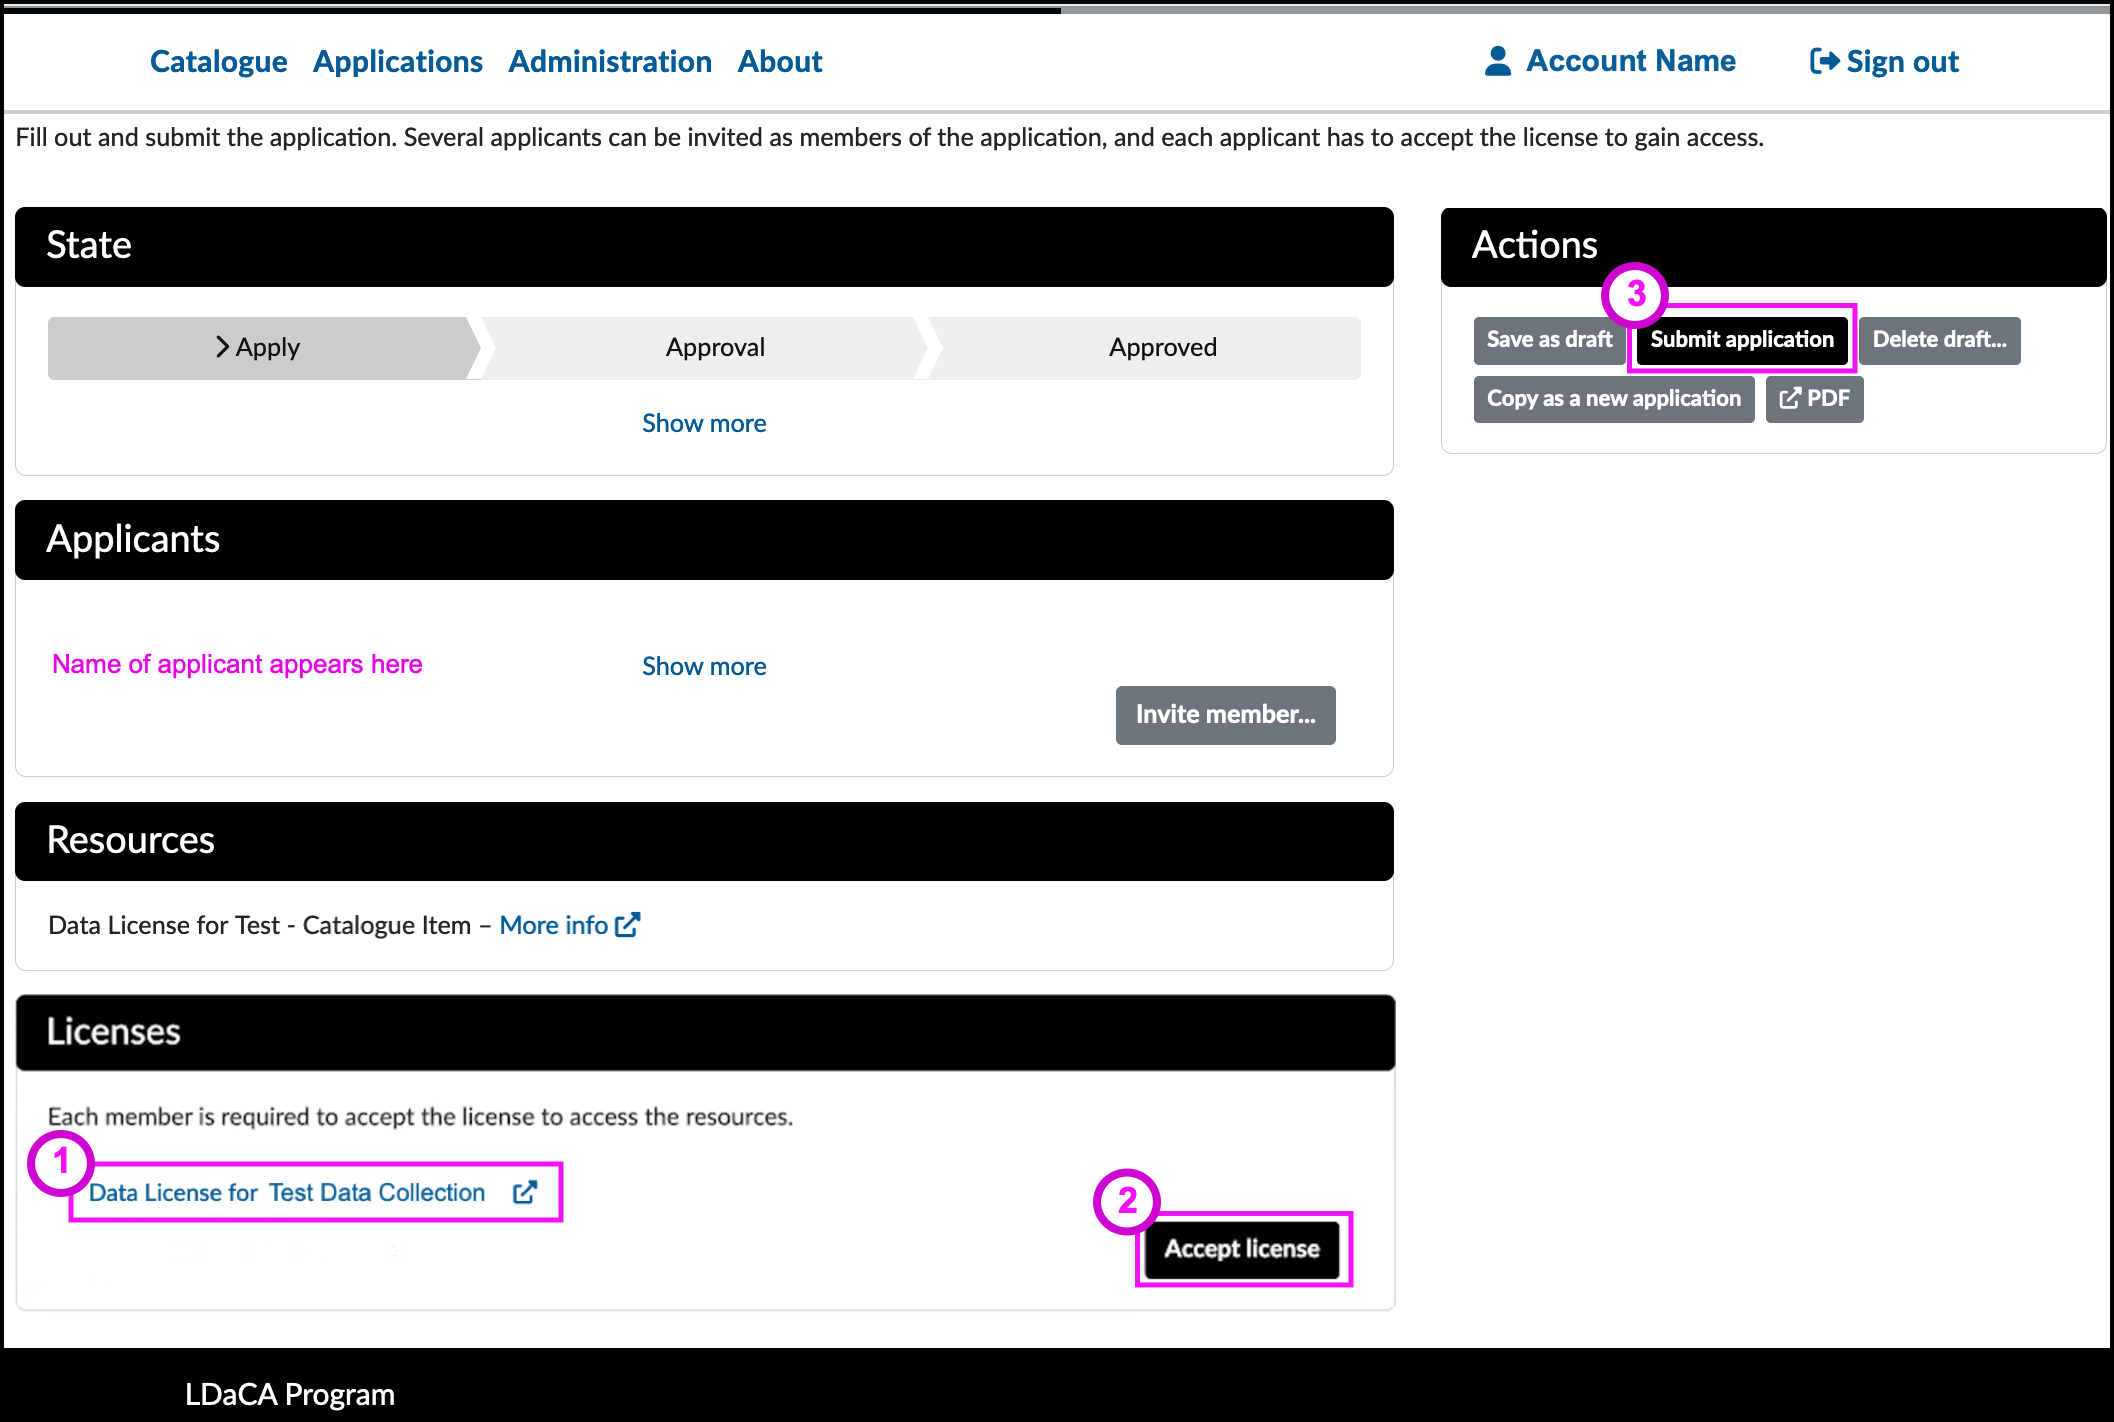 Catalogue Applications Administration About Account Name Sign out
Fill out and submit the application. Several applicants can be invited as members of the application, and each applicant has to accept the license to gain access.
State
Apply Approval Approved
Show more
Applicants
Name of applicant appears here Show more
Invite member...
Resources
Data License for Test - Catalogue Item – More info
Licenses
Each member is required to accept the license to access the resources.
1
Data License for Test Data Collection
2
Accept license
Actions
3
Save as draft Submit application Delete draft...
Copy as a new application PDF
LDaCA Program